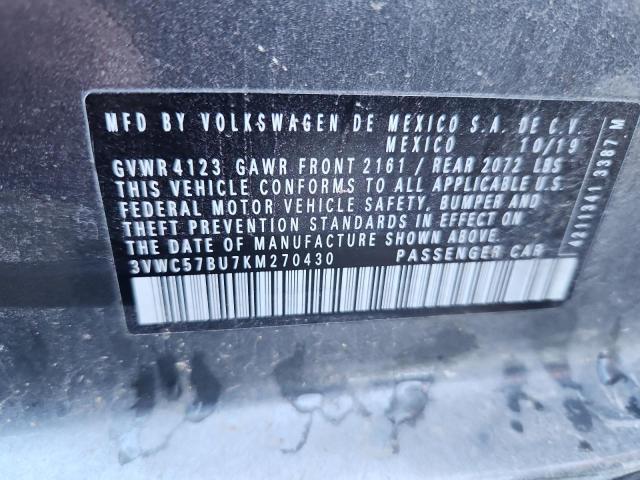 MFD BY VOLKSWAGEN DE MEXICO S.A. DE C.V.
MEXICO 10/19
GVWR 4123 GAWR FRONT 2161 / REAR 2072 LBS
THIS VEHICLE CONFORMS TO ALL APPLICABLE U.S.
FEDERAL MOTOR VEHICLE SAFETY, BUMPER AND
THEFT PREVENTION STANDARDS IN EFFECT ON
THE DATE OF MANUFACTURE SHOWN ABOVE
3VWC57BU7KM270430 PASSENGER CAR
3387 M